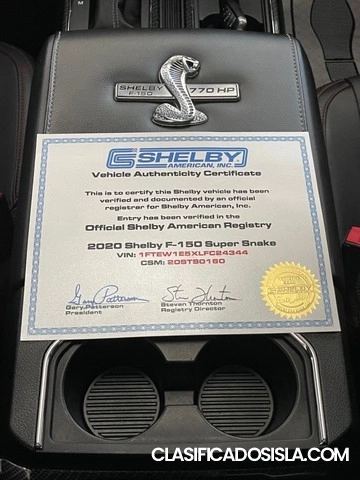 SHELBY
F-150
770 HP
SHELBY
AMERICAN, INC.
Vehicle Authenticity Certificate
This is to certify this Shelby vehicle has been
verified and documented by an official
registrar for Shelby American, Inc.
Entry has been verified in the
Official Shelby American Registry
2020 Shelby F-150 Super Snake
VIN: 1FTEW1E5XLFC24344
CSM: 20STS0180
Gary Patterson
President
Steven Thornton
Registry Director
CLASIFICADOSISLA.COM